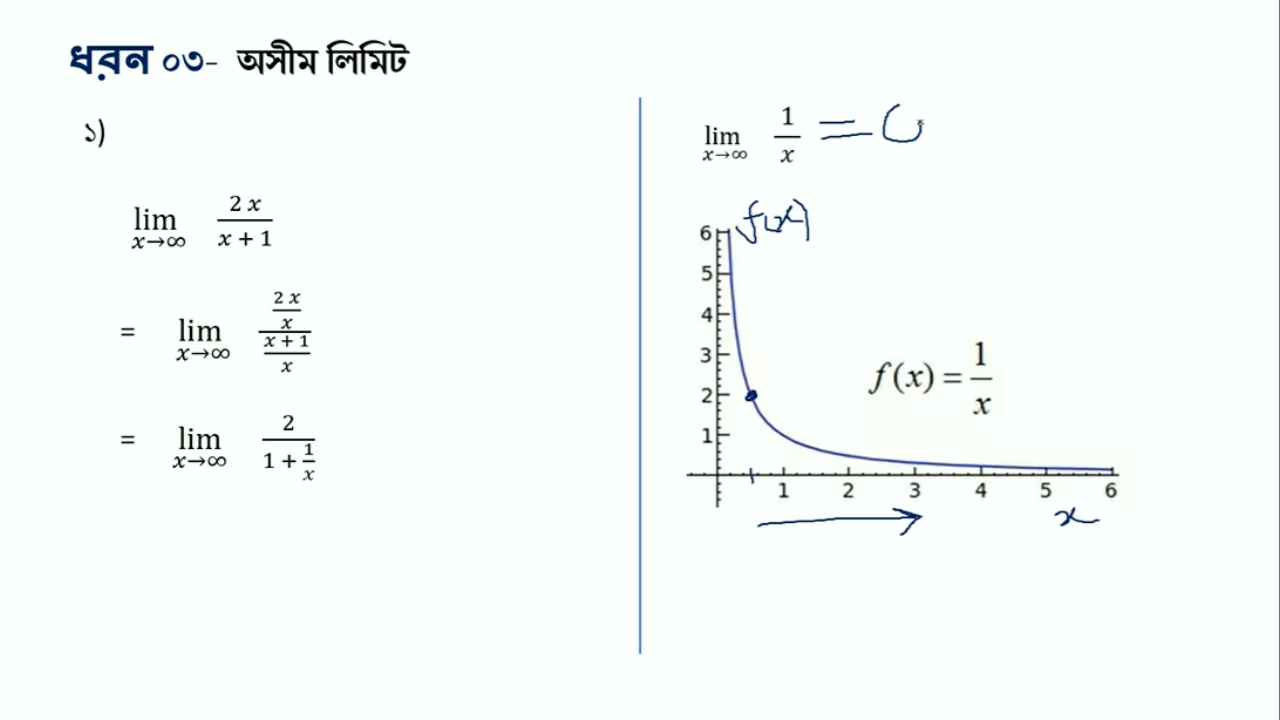 ধরন ০৩- অসীম লিমিট
১)
lim x→∞ 2x / x + 1
= lim x→∞ 2x/x / x + 1/x
= lim x→∞ 2 / 1 + 1/x
lim x→∞ 1/x = 0
f(x)
6
5
4
3
2
1
f(x) = 1/x
1 2 3 4 5 6
x